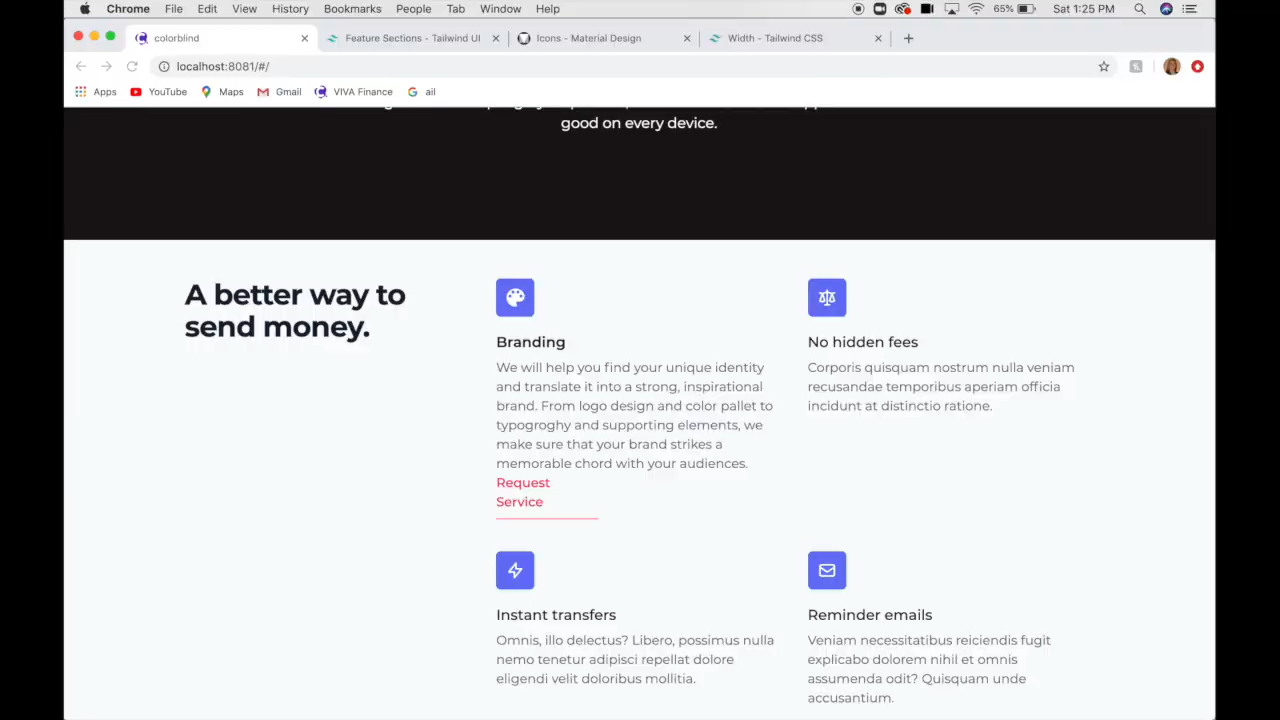 Chrome File Edit View History Bookmarks People Tab Window Help 65% Sat 1:25 PM
colorblind Feature Sections - Tailwind UI Icons - Material Design Width - Tailwind CSS
localhost:8081/#/
Apps YouTube Maps Gmail VIVA Finance ail
good on every device.
A better way to
send money.
Branding
We will help you find your unique identity
and translate it into a strong, inspirational
brand. From logo design and color pallet to
typogroghy and supporting elements, we
make sure that your brand strikes a
memorable chord with your audiences.
Request
Service
No hidden fees
Corporis quisquam nostrum nulla veniam
recusandae temporibus aperiam officia
incidunt at distinctio ratione.
Instant transfers
Omnis, illo delectus? Libero, possimus nulla
nemo tenetur adipisci repellat dolore
eligendi velit doloribus mollitia.
Reminder emails
Veniam necessitatibus reiciendis fugit
explicabo dolorem nihil et omnis
assumenda odit? Quisquam unde
accusantium.